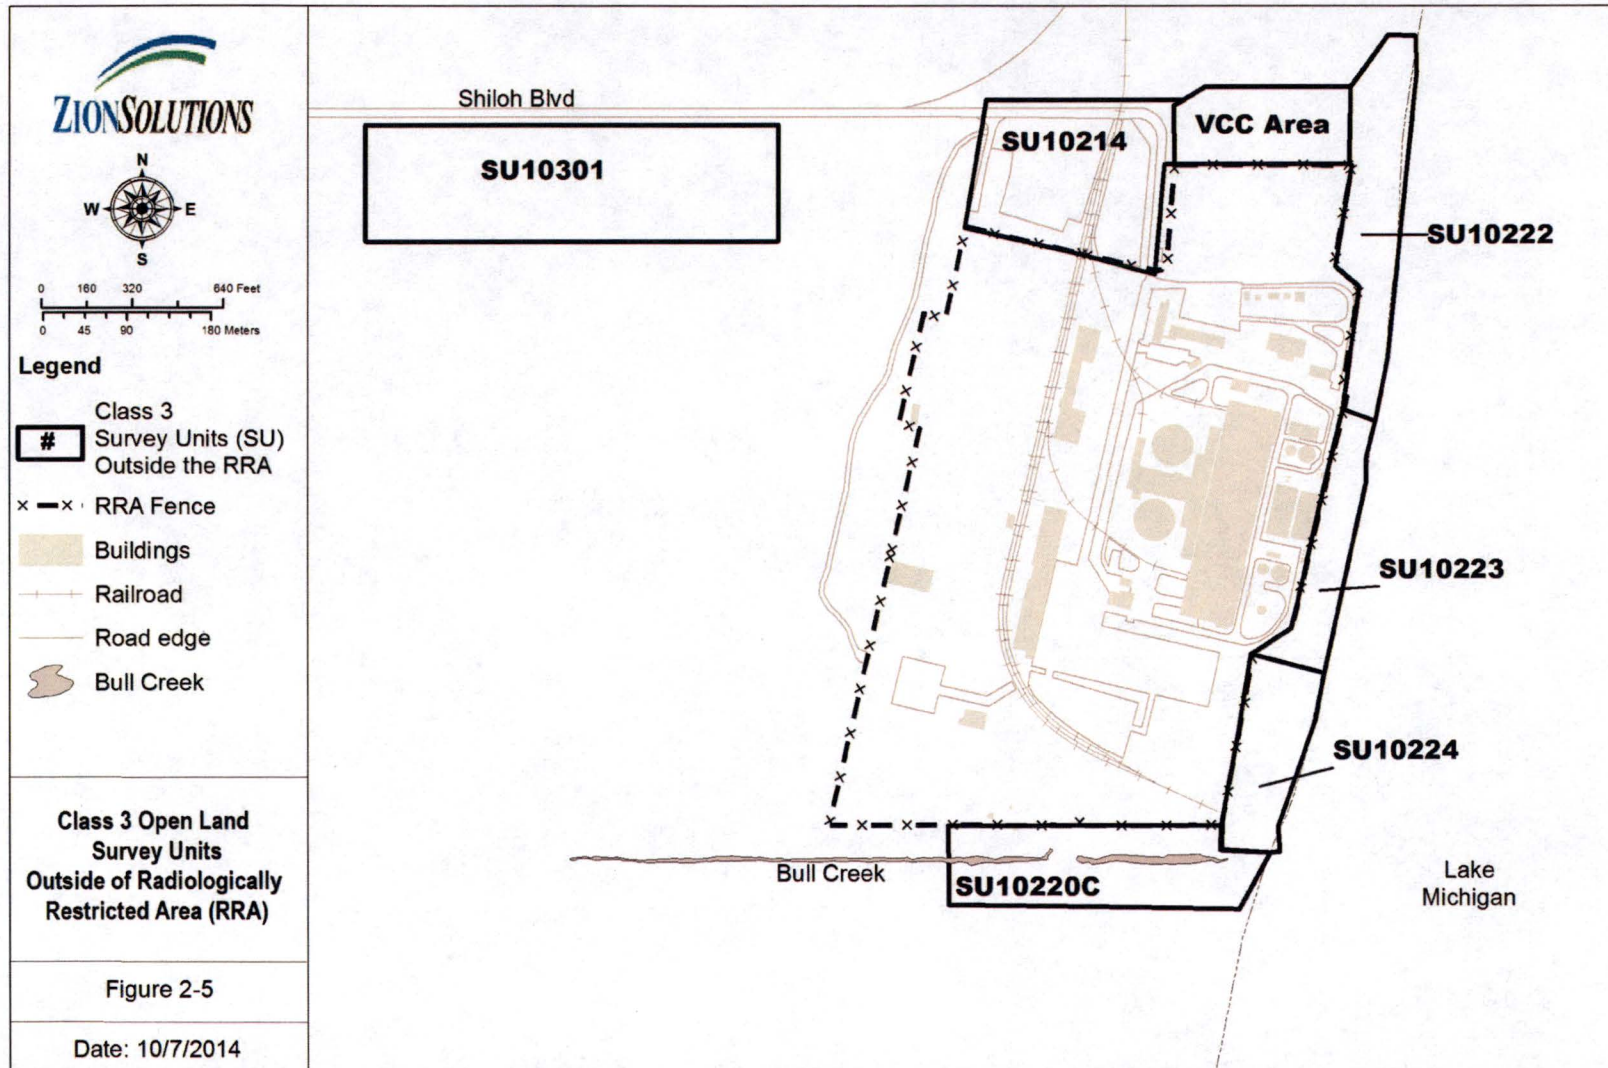 ZIONSOLUTIONS
N
W E
S
0 160 320 640 Feet
0 45 90 180 Meters
Legend
Class 3
# Survey Units (SU)
Outside the RRA
RRA Fence
Buildings
Railroad
Road edge
Bull Creek
Class 3 Open Land
Survey Units
Outside of Radiologically
Restricted Area (RRA)
Figure 2-5
Date: 10/7/2014
Shiloh Blvd
SU10301
SU10214
VCC Area
SU10222
SU10223
SU10224
Bull Creek
SU10220C
Lake
Michigan